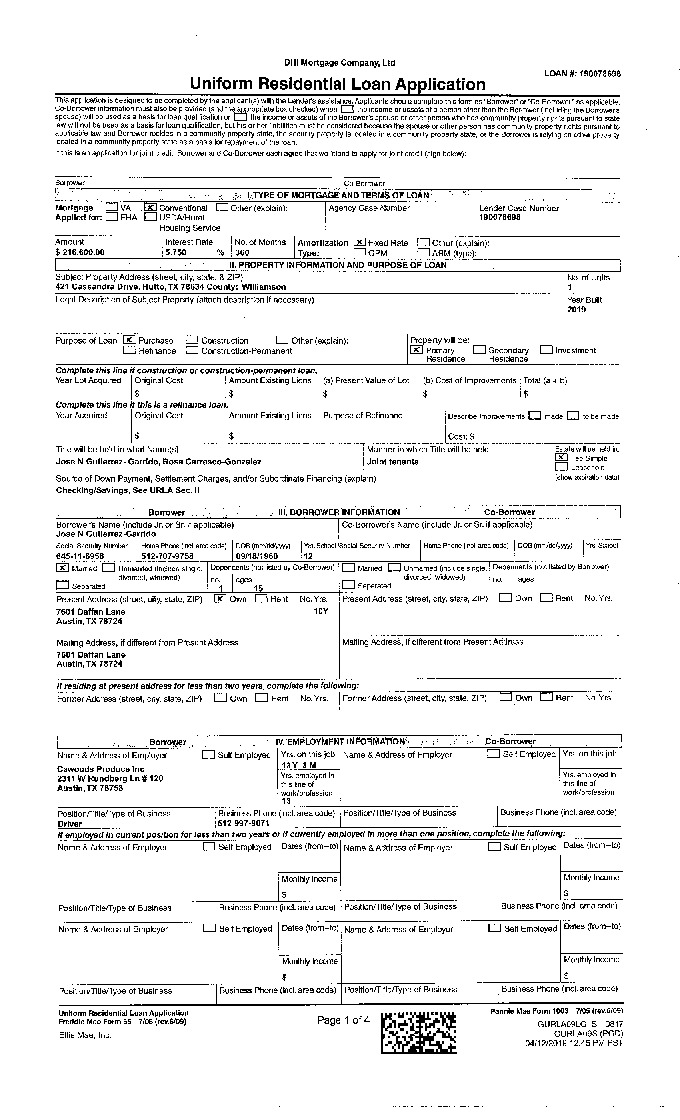 DHI Mortgage Company, Ltd
LOAN #: 190078698
Uniform Residential Loan Application
This application is designed to be completed by the applicant(s) with the Lender's assistance. Applicants should complete this form as "Borrower" or "Co-Borrower," as applicable.
Co-Borrower information must also be provided (and the appropriate box checked) when the income or assets of a person other than the Borrower (including the Borrower's
spouse) will be used as a basis for loan qualification or the income or assets of the Borrower's spouse or other person who has community property rights pursuant to state
law will not be used as a basis for loan qualification, but his or her liabilities must be considered because the spouse or other person has community property rights pursuant to
applicable law and Borrower resides in a community property state, the security property is located in a community property state, or the Borrower is relying on other property
located in a community property state as a basis for repayment of the loan.
If this is an application for joint credit, Borrower and Co-Borrower each agree that we intend to apply for joint credit (sign below):
Borrower Co-Borrower
I. TYPE OF MORTGAGE AND TERMS OF LOAN
Mortgage VA X Conventional Other (explain): Agency Case Number Lender Case Number
Applied for: FHA USDA/Rural 190078698
Housing Service
Amount Interest Rate No. of Months Amortization X Fixed Rate Other (explain):
$ 216,600.00 5.750 % 360 Type: GPM ARM (type):
II. PROPERTY INFORMATION AND PURPOSE OF LOAN
Subject Property Address (street, city, state, & ZIP) No. of Units
421 Cassandra Drive, Hutto, TX 78634 County: Williamson 1
Legal Description of Subject Property (attach description if necessary) Year Built
2019
Purpose of Loan X Purchase Construction Other (explain): Property will be:
Refinance Construction-Permanent X Primary Residence Secondary Residence Investment
Complete this line if construction or construction-permanent loan.
Year Lot Acquired Original Cost Amount Existing Liens (a) Present Value of Lot (b) Cost of Improvements Total (a + b)
$ $ $ $ $
Complete this line if this is a refinance loan.
Year Acquired Original Cost Amount Existing Liens Purpose of Refinance Describe Improvements made to be made
$ $ Cost: $
Title will be held in what Name(s) Manner in which Title will be held Estate will be held in:
Jose N Gutierrez-Garrido, Rosa Carrasco-Gonzalez Joint tenants X Fee Simple
Source of Down Payment, Settlement Charges, and/or Subordinate Financing (explain) Leasehold
Checking/Savings, See URLA Sec. II (show expiration date)
Borrower III. BORROWER INFORMATION Co-Borrower
Borrower's Name (include Jr. or Sr. if applicable) Co-Borrower's Name (include Jr. or Sr. if applicable)
Jose N Gutierrez-Garrido
Social Security Number Home Phone (incl. area code) DOB (mm/dd/yyyy) Yrs. School Social Security Number Home Phone (incl. area code) DOB (mm/dd/yyyy) Yrs School
645-11-6958 512-707-9758 09/18/1960 12
X Married Unmarried (include single, divorced, widowed) Dependents (not listed by Co-Borrower) Married Unmarried (include single, divorced, widowed) Dependents (not listed by Borrower)
Separated no. 1 ages 15 Separated no. ages
Present Address (street, city, state, ZIP) X Own Rent No. Yrs. Present Address (street, city, state, ZIP) Own Rent No. Yrs.
7601 Daffan Lane 10Y
Austin, TX 78724
Mailing Address, if different from Present Address Mailing Address, if different from Present Address
7601 Daffan Lane
Austin, TX 78724
If residing at present address for less than two years, complete the following:
Former Address (street, city, state, ZIP) Own Rent No. Yrs. Former Address (street, city, state, ZIP) Own Rent No. Yrs.
Borrower IV. EMPLOYMENT INFORMATION Co-Borrower
Name & Address of Employer Self Employed Yrs. on this job Name & Address of Employer Self Employed Yrs. on this job
Cawoods Produce Inc 13 Y 3 M
2311 W Rundberg Ln # 120 Yrs. employed in this line of work/profession Yrs. employed in this line of work/profession
Austin, TX 78758 13
Position/Title/Type of Business Business Phone (incl. area code) Position/Title/Type of Business Business Phone (incl. area code)
Driver 512-997-9071
If employed in current position for less than two years or if currently employed in more than one position, complete the following:
Name & Address of Employer Self Employed Dates (from-to) Name & Address of Employer Self Employed Dates (from-to)
Monthly Income Monthly Income
$ $
Position/Title/Type of Business Business Phone (incl. area code) Position/Title/Type of Business Business Phone (incl. area code)
Name & Address of Employer Self Employed Dates (from-to) Name & Address of Employer Self Employed Dates (from-to)
Monthly Income Monthly Income
$ $
Position/Title/Type of Business Business Phone (incl. area code) Position/Title/Type of Business Business Phone (incl. area code)
Uniform Residential Loan Application Fannie Mae Form 1003 7/05 (rev.6/09)
Freddie Mac Form 65 7/05 (rev.6/09) Page 1 of 4 GURLA09LG_S 0817
Ellie Mae, Inc. GURLA09S (POD)
04/12/2019 12:45 PM PST